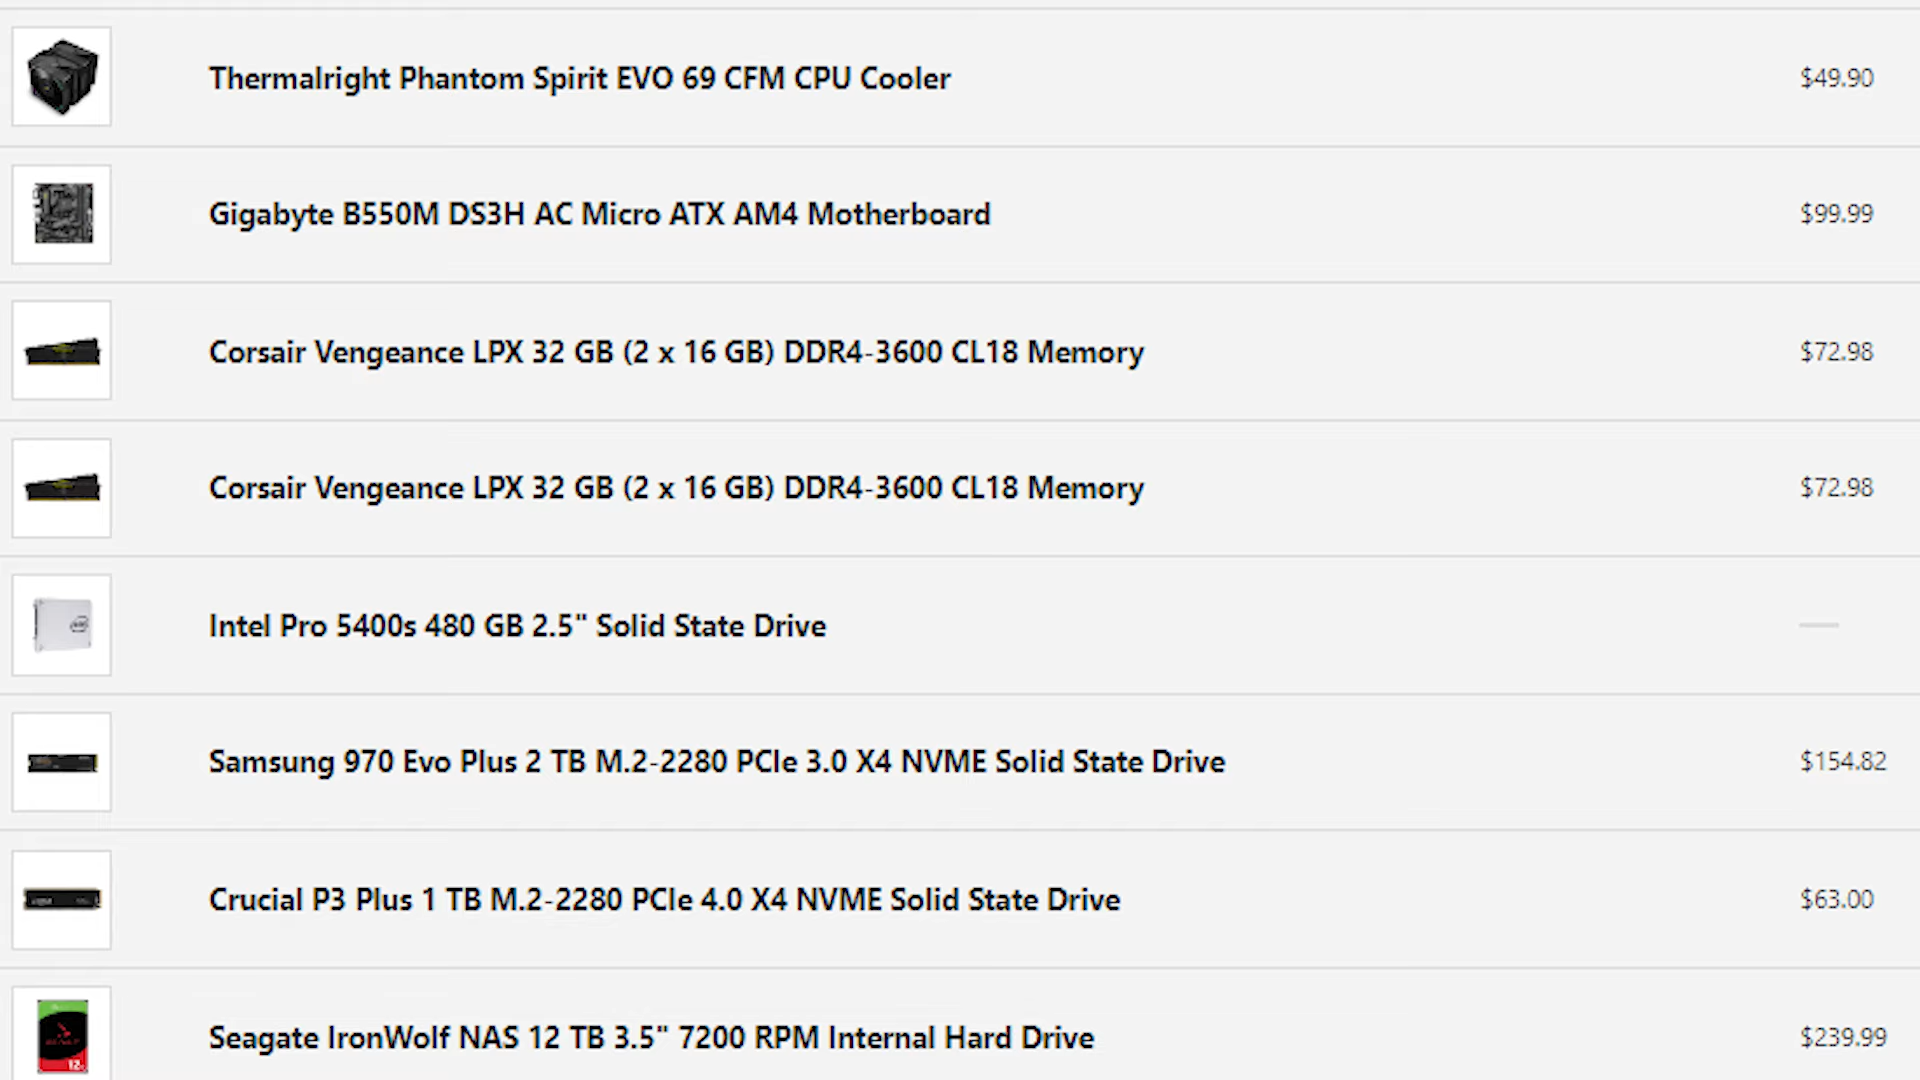 Thermalright Phantom Spirit EVO 69 CFM CPU Cooler $49.90
Gigabyte B550M DS3H AC Micro ATX AM4 Motherboard $99.99
Corsair Vengeance LPX 32 GB (2 x 16 GB) DDR4-3600 CL18 Memory $72.98
Corsair Vengeance LPX 32 GB (2 x 16 GB) DDR4-3600 CL18 Memory $72.98
Intel Pro 5400s 480 GB 2.5" Solid State Drive —
Samsung 970 Evo Plus 2 TB M.2-2280 PCIe 3.0 X4 NVME Solid State Drive $154.82
Crucial P3 Plus 1 TB M.2-2280 PCIe 4.0 X4 NVME Solid State Drive $63.00
Seagate IronWolf NAS 12 TB 3.5" 7200 RPM Internal Hard Drive $239.99